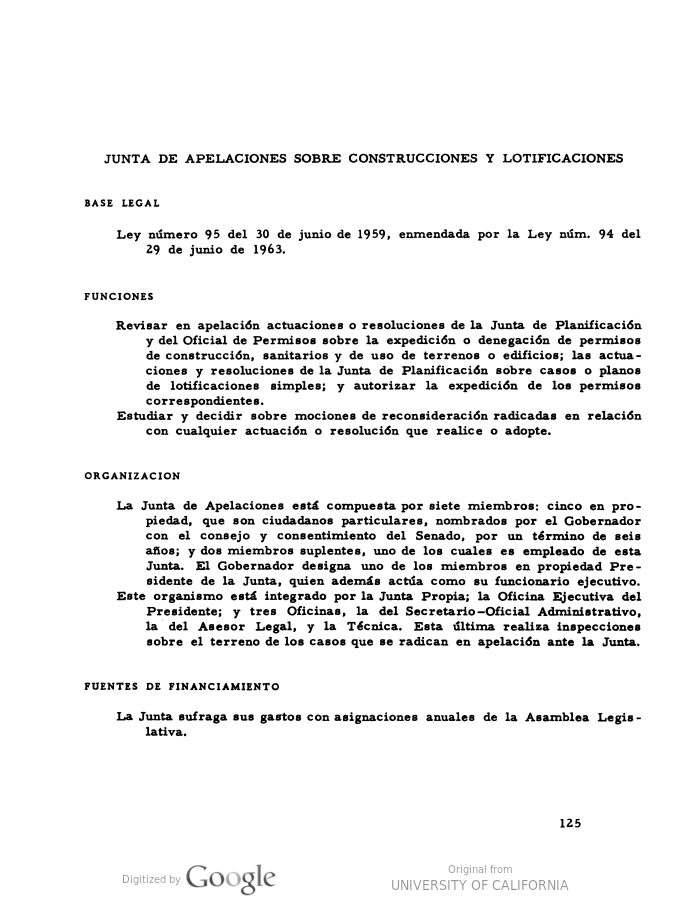 JUNTA DE APELACIONES SOBRE CONSTRUCCIONES Y LOTIFICACIONES
BASE LEGAL
Ley número 95 del 30 de junio de 1959, enmendada por la Ley núm. 94 del
29 de junio de 1963.
FUNCIONES
Revisar en apelación actuaciones o resoluciones de la Junta de Planificación
y del Oficial de Permisos sobre la expedición o denegación de permisos
de construcción, sanitarios y de uso de terrenos o edificios; las actua-
ciones y resoluciones de la Junta de Planificación sobre casos o planos
de lotificaciones simples; y autorizar la expedición de los permisos
correspondientes.
Estudiar y decidir sobre mociones de reconsideración radicadas en relación
con cualquier actuación o resolución que realice o adopte.
ORGANIZACION
La Junta de Apelaciones está compuesta por siete miembros: cinco en pro-
piedad, que son ciudadanos particulares, nombrados por el Gobernador
con el consejo y consentimiento del Senado, por un término de seis
años; y dos miembros suplentes, uno de los cuales es empleado de esta
Junta. El Gobernador designa uno de los miembros en propiedad Pre-
sidente de la Junta, quien además actúa como su funcionario ejecutivo.
Este organismo está integrado por la Junta Propia; la Oficina Ejecutiva del
Presidente; y tres Oficinas, la del Secretario-Oficial Administrativo,
la del Asesor Legal, y la Técnica. Esta última realiza inspecciones
sobre el terreno de los casos que se radican en apelación ante la Junta.
FUENTES DE FINANCIAMIENTO
La Junta sufraga sus gastos con asignaciones anuales de la Asamblea Legis-
lativa.
125
Digitized by Google
Original from
UNIVERSITY OF CALIFORNIA